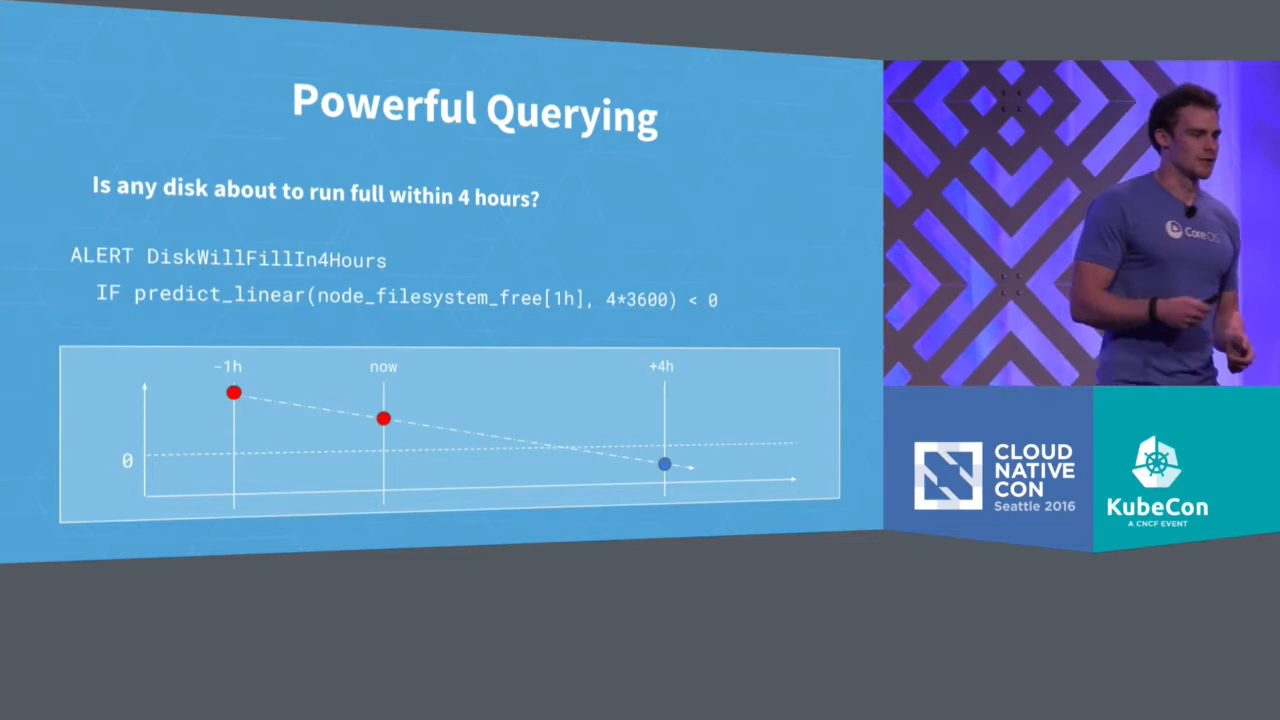 Powerful Querying
Is any disk about to run full within 4 hours?
ALERT DiskWillFillIn4Hours
IF predict_linear(node_filesystem_free[1h], 4*3600) < 0
-1h
now
+4h
0
CoreOS
CLOUD
NATIVE
CON
Seattle 2016
KubeCon
A CNCF EVENT